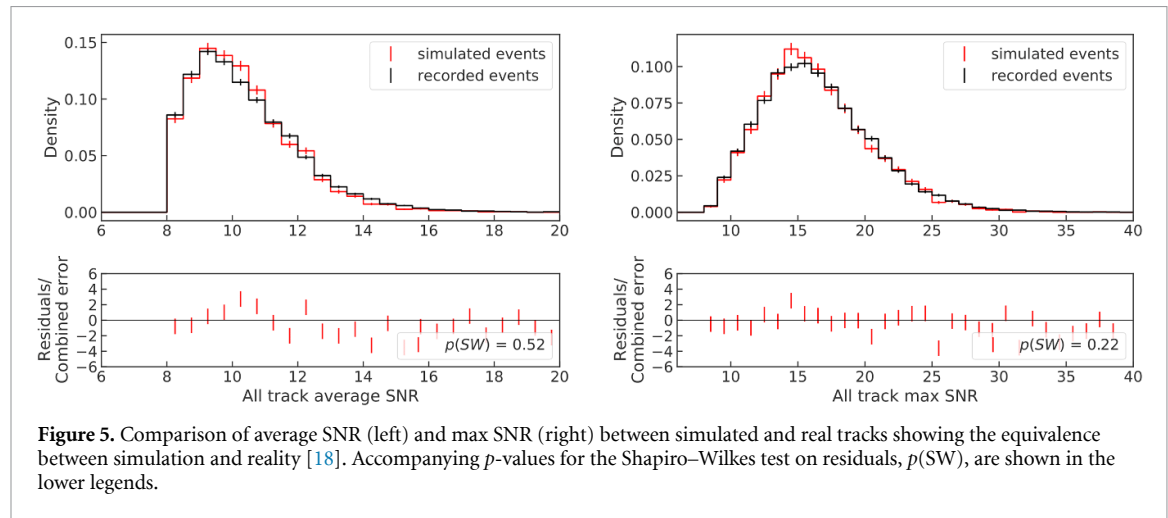 simulated events
recorded events
Density
0.15
0.10
0.05
0.00
6 8 10 12 14 16 18 20
Residuals/
Combined error
6
4
2
0
−2
−4
−6
p(SW) = 0.52
6 8 10 12 14 16 18 20
All track average SNR
simulated events
recorded events
Density
0.100
0.075
0.050
0.025
0.000
10 15 20 25 30 35 40
Residuals/
Combined error
6
4
2
0
−2
−4
−6
p(SW) = 0.22
10 15 20 25 30 35 40
All track max SNR
Figure 5. Comparison of average SNR (left) and max SNR (right) between simulated and real tracks showing the equivalence
between simulation and reality [18]. Accompanying p-values for the Shapiro–Wilkes test on residuals, p(SW), are shown in the
lower legends.